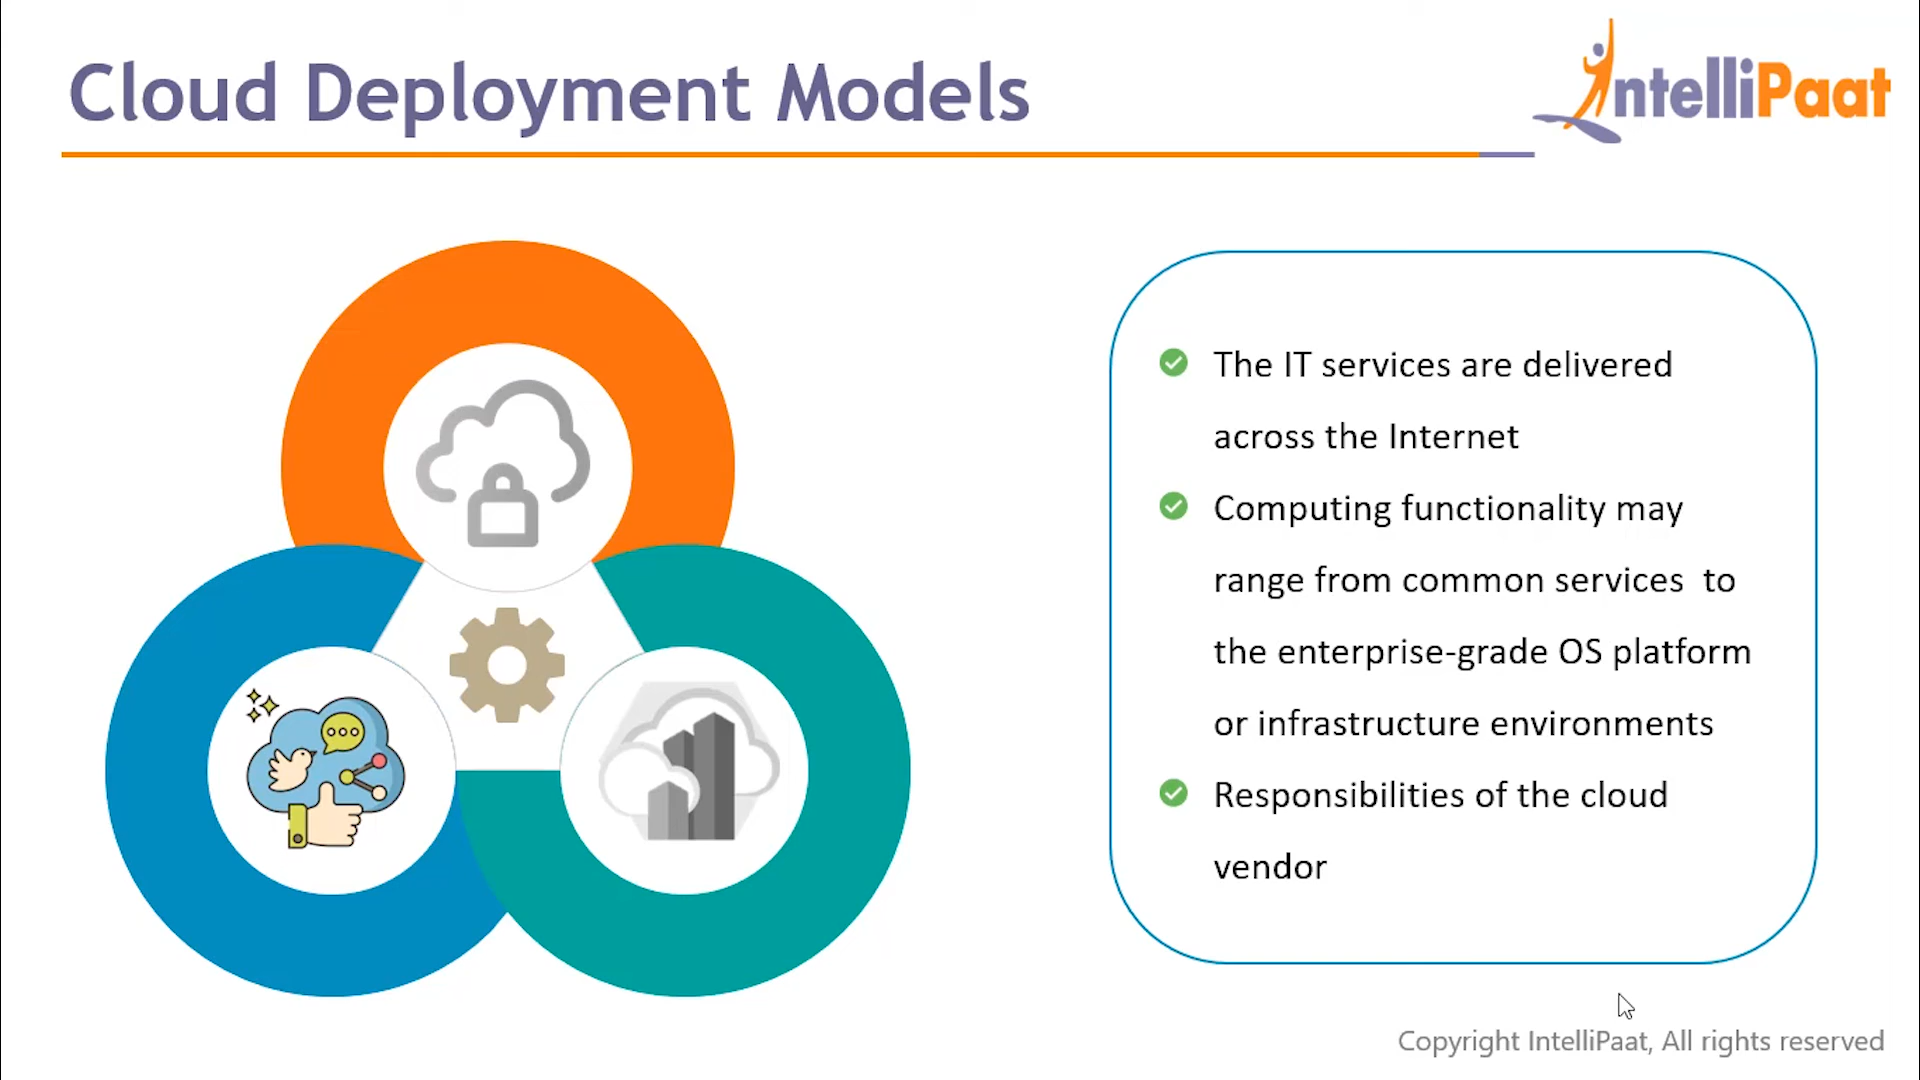 Cloud Deployment Models
IntelliPaat
The IT services are delivered
across the Internet
Computing functionality may
range from common services  to
the enterprise-grade OS platform
or infrastructure environments
Responsibilities of the cloud
vendor
Copyright IntelliPaat, All rights reserved